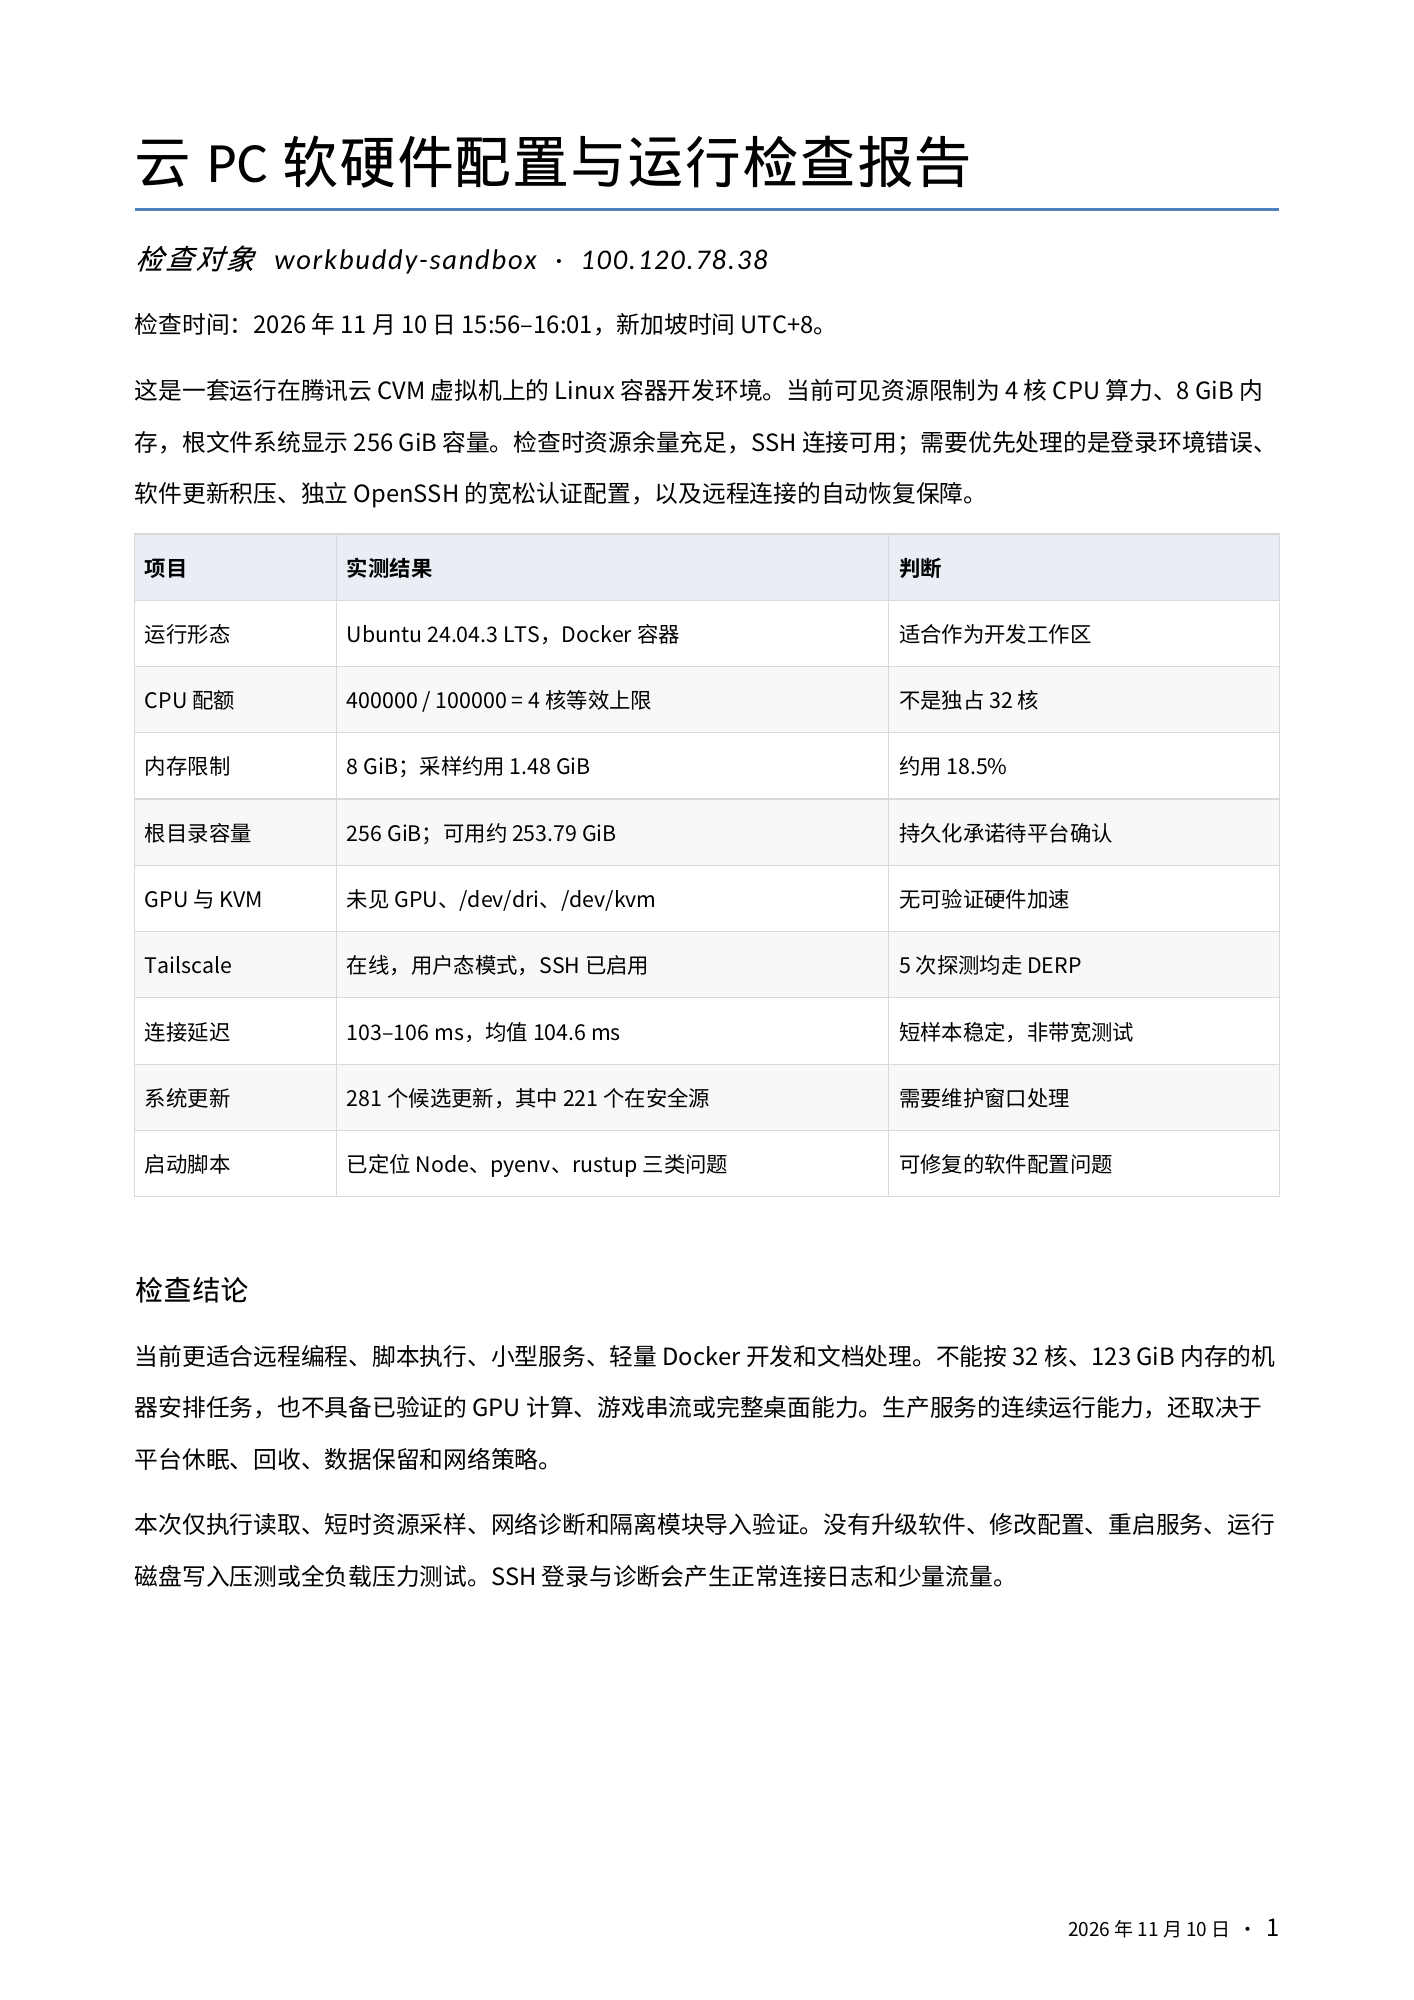 云 PC 软硬件配置与运行检查报告
检查对象 workbuddy-sandbox · 100.120.78.38
检查时间：2026 年 11 月 10 日 15:56–16:01，新加坡时间 UTC+8。
这是一套运行在腾讯云 CVM 虚拟机上的 Linux 容器开发环境。当前可见资源限制为 4 核 CPU 算力、8 GiB 内
存，根文件系统显示 256 GiB 容量。检查时资源余量充足，SSH 连接可用；需要优先处理的是登录环境错误、
软件更新积压、独立 OpenSSH 的宽松认证配置，以及远程连接的自动恢复保障。
项目 实测结果 判断
运行形态 Ubuntu 24.04.3 LTS，Docker 容器 适合作为开发工作区
CPU 配额 400000 / 100000 = 4 核等效上限 不是独占 32 核
内存限制 8 GiB；采样约用 1.48 GiB 约用 18.5%
根目录容量 256 GiB；可用约 253.79 GiB 持久化承诺待平台确认
GPU 与 KVM 未见 GPU、/dev/dri、/dev/kvm 无可验证硬件加速
Tailscale 在线，用户态模式，SSH 已启用 5 次探测均走 DERP
连接延迟 103–106 ms，均值 104.6 ms 短样本稳定，非带宽测试
系统更新 281 个候选更新，其中 221 个在安全源 需要维护窗口处理
启动脚本 已定位 Node、pyenv、rustup 三类问题 可修复的软件配置问题
检查结论
当前更适合远程编程、脚本执行、小型服务、轻量 Docker 开发和文档处理。不能按 32 核、123 GiB 内存的机
器安排任务，也不具备已验证的 GPU 计算、游戏串流或完整桌面能力。生产服务的连续运行能力，还取决于
平台休眠、回收、数据保留和网络策略。
本次仅执行读取、短时资源采样、网络诊断和隔离模块导入验证。没有升级软件、修改配置、重启服务、运行
磁盘写入压测或全负载压力测试。SSH 登录与诊断会产生正常连接日志和少量流量。
2026 年 11 月 10 日 · 1